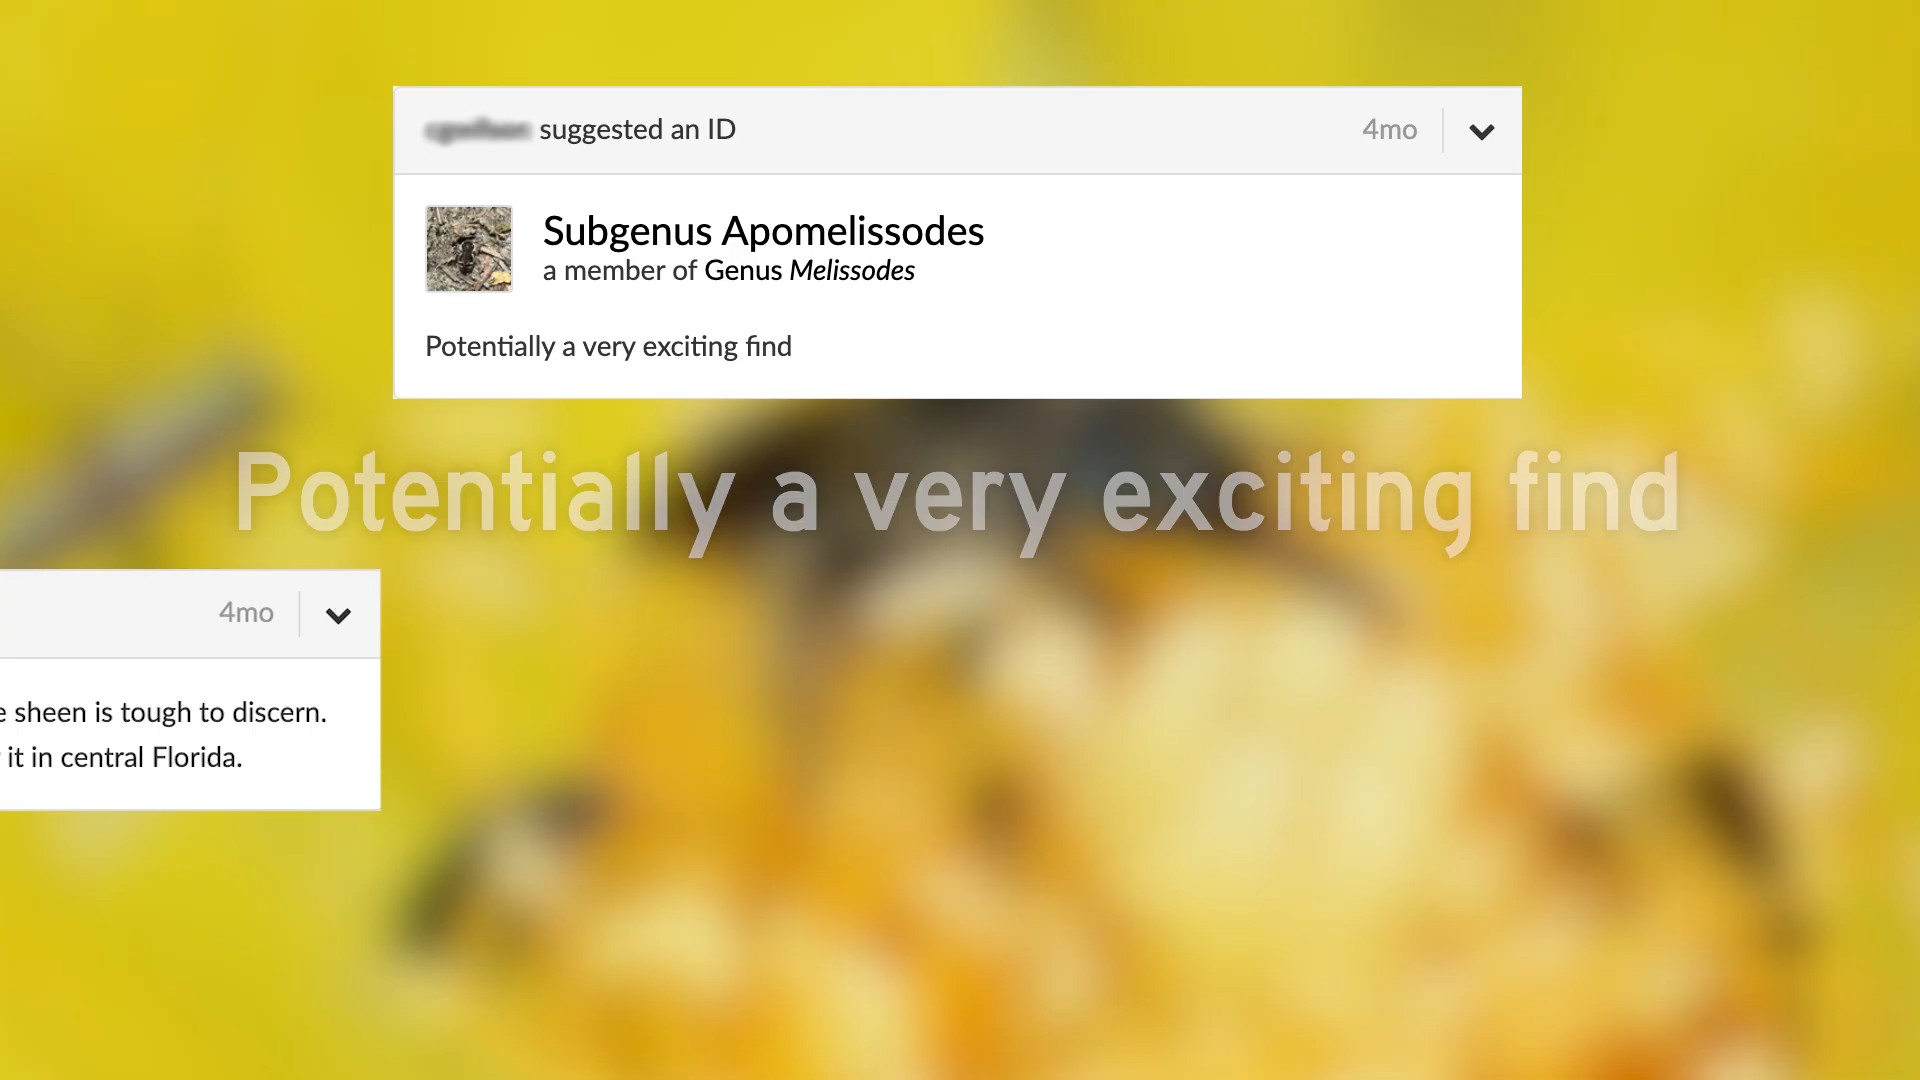 suggested an ID
4mo
Subgenus Apomelissodes
a member of Genus Melissodes
Potentially a very exciting find
Potentially a very exciting find
4mo
sheen is tough to discern.
it in central Florida.